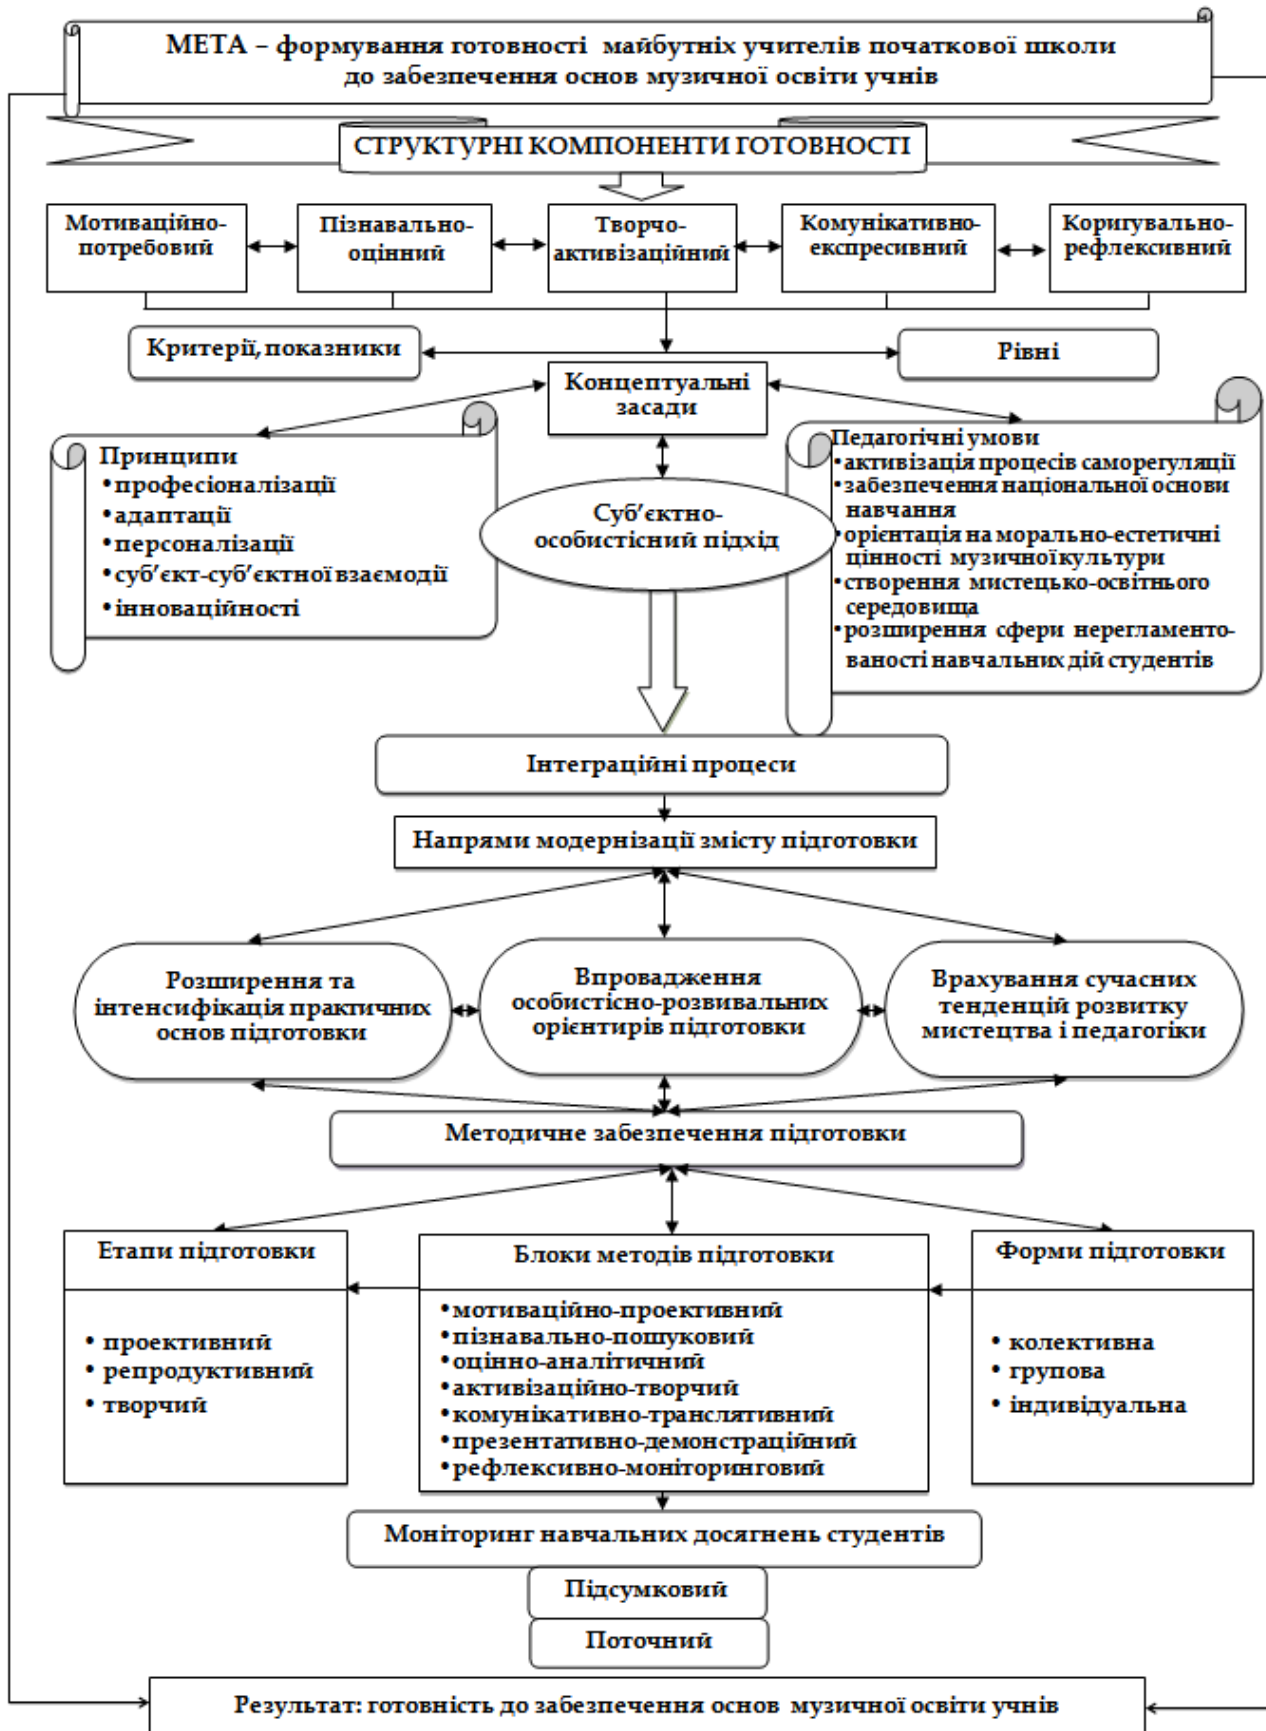 МЕТА – формування готовності майбутніх учителів початкової школи
до забезпечення основ музичної освіти учнів
СТРУКТУРНІ КОМПОНЕНТИ ГОТОВНОСТІ
Мотиваційно-
потребовий
Пізнавально-
оцінний
Творчо-
активізаційний
Комунікативно-
експресивний
Коригувально-
рефлексивний
Критерії, показники
Рівні
Концептуальні
засади
Принципи
•професіоналізації
•адаптації
•персоналізації
•суб’єкт-суб’єктної взаємодії
•інноваційності
Суб’єктно-
особистісний підхід
Педагогічні умови
•активізація процесів саморегуляції
•забезпечення національної основи
навчання
•орієнтація на морально-естетичні
цінності музичної культури
•створення мистецько-освітнього
середовища
•розширення сфери нерегламенто-
ваності навчальних дій студентів
Інтеграційні процеси
Напрями модернізації змісту підготовки
Розширення та
інтенсифікація практичних
основ підготовки
Впровадження
особистісно-розвивальних
орієнтирів підготовки
Врахування сучасних
тенденцій розвитку
мистецтва і педагогіки
Методичне забезпечення підготовки
Етапи підготовки
• проективний
• репродуктивний
• творчий
Блоки методів підготовки
•мотиваційно-проективний
•пізнавально-пошуковий
•оцінно-аналітичний
•активізаційно-творчий
•комунікативно-транслятивний
•презентативно-демонстраційний
•рефлексивно-моніторинговий
Форми підготовки
• колективна
• групова
• індивідуальна
Моніторинг навчальних досягнень студентів
Підсумковий
Поточний
Результат: готовність до забезпечення основ музичної освіти учнів